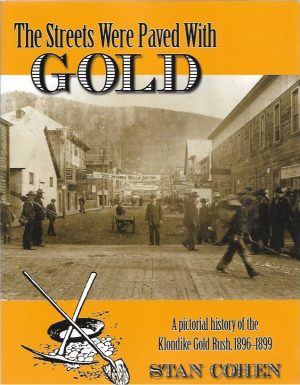 The Streets Were Paved With
GOLD
A pictorial history of the
Klondike Gold Rush, 1896-1899
STAN COHEN